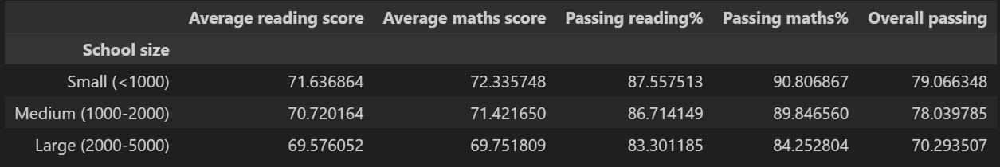 Average reading score Average maths score Passing reading% Passing maths% Overall passing
School size
Small (<1000) 71.636864 72.335748 87.557513 90.806867 79.066348
Medium (1000-2000) 70.720164 71.421650 86.714149 89.846560 78.039785
Large (2000-5000) 69.576052 69.751809 83.301185 84.252804 70.293507